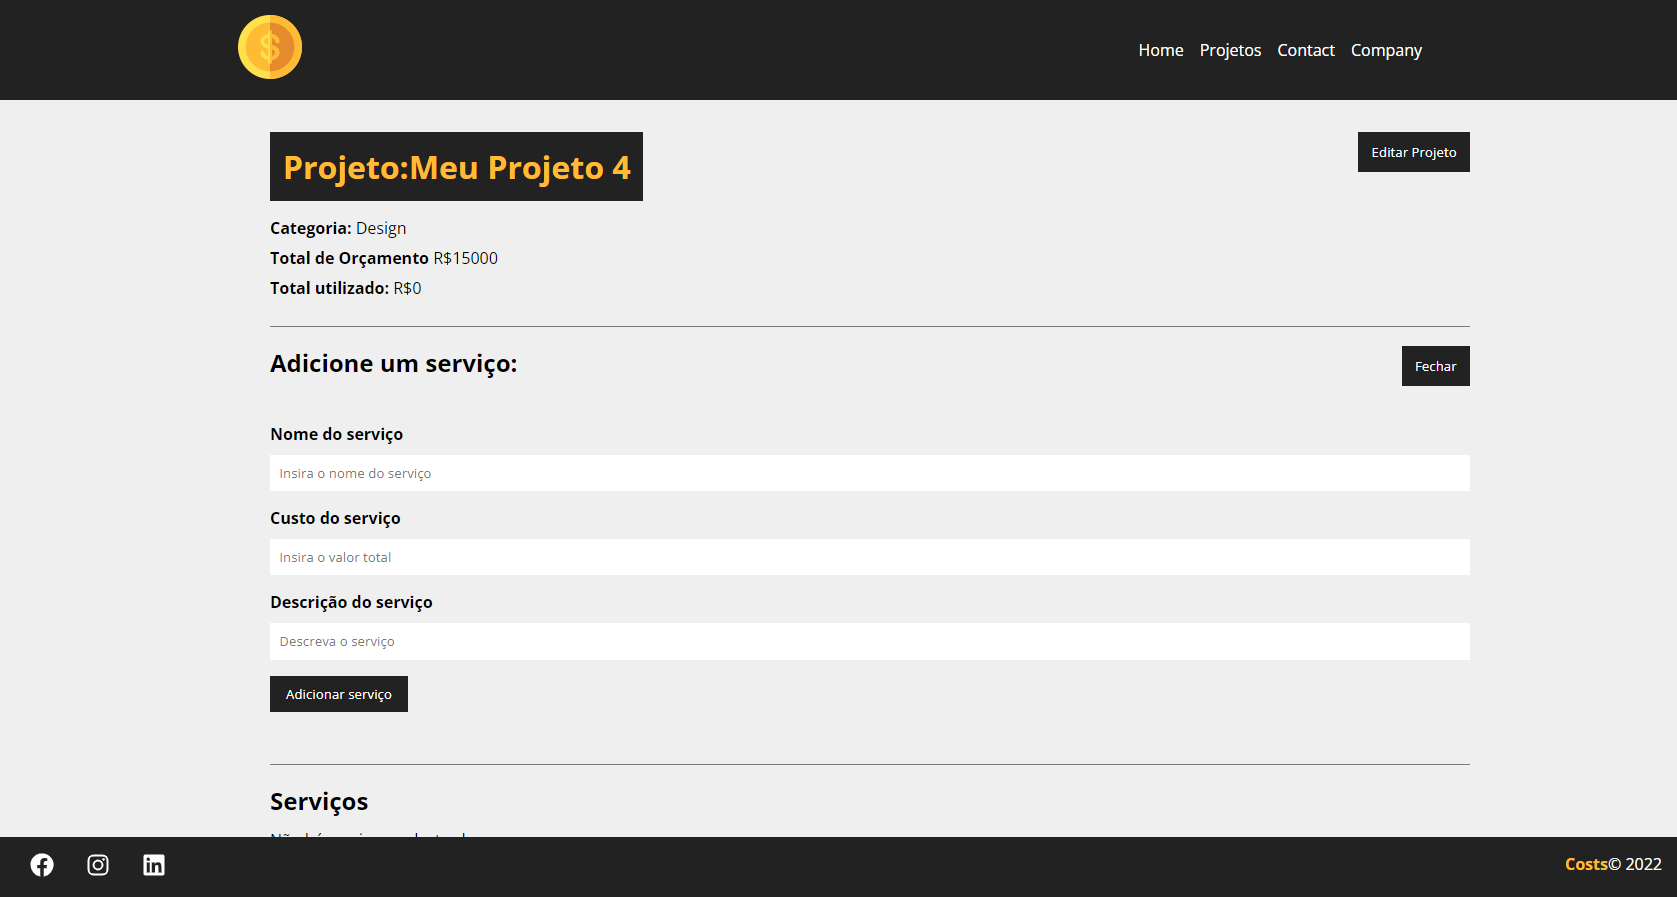 Home Projetos Contact Company
Projeto:Meu Projeto 4
Editar Projeto
Categoria: Design
Total de Orçamento R$15000
Total utilizado: R$0
Adicione um serviço:
Fechar
Nome do serviço
Insira o nome do serviço
Custo do serviço
Insira o valor total
Descrição do serviço
Descreva o serviço
Adicionar serviço
Serviços
Costs© 2022